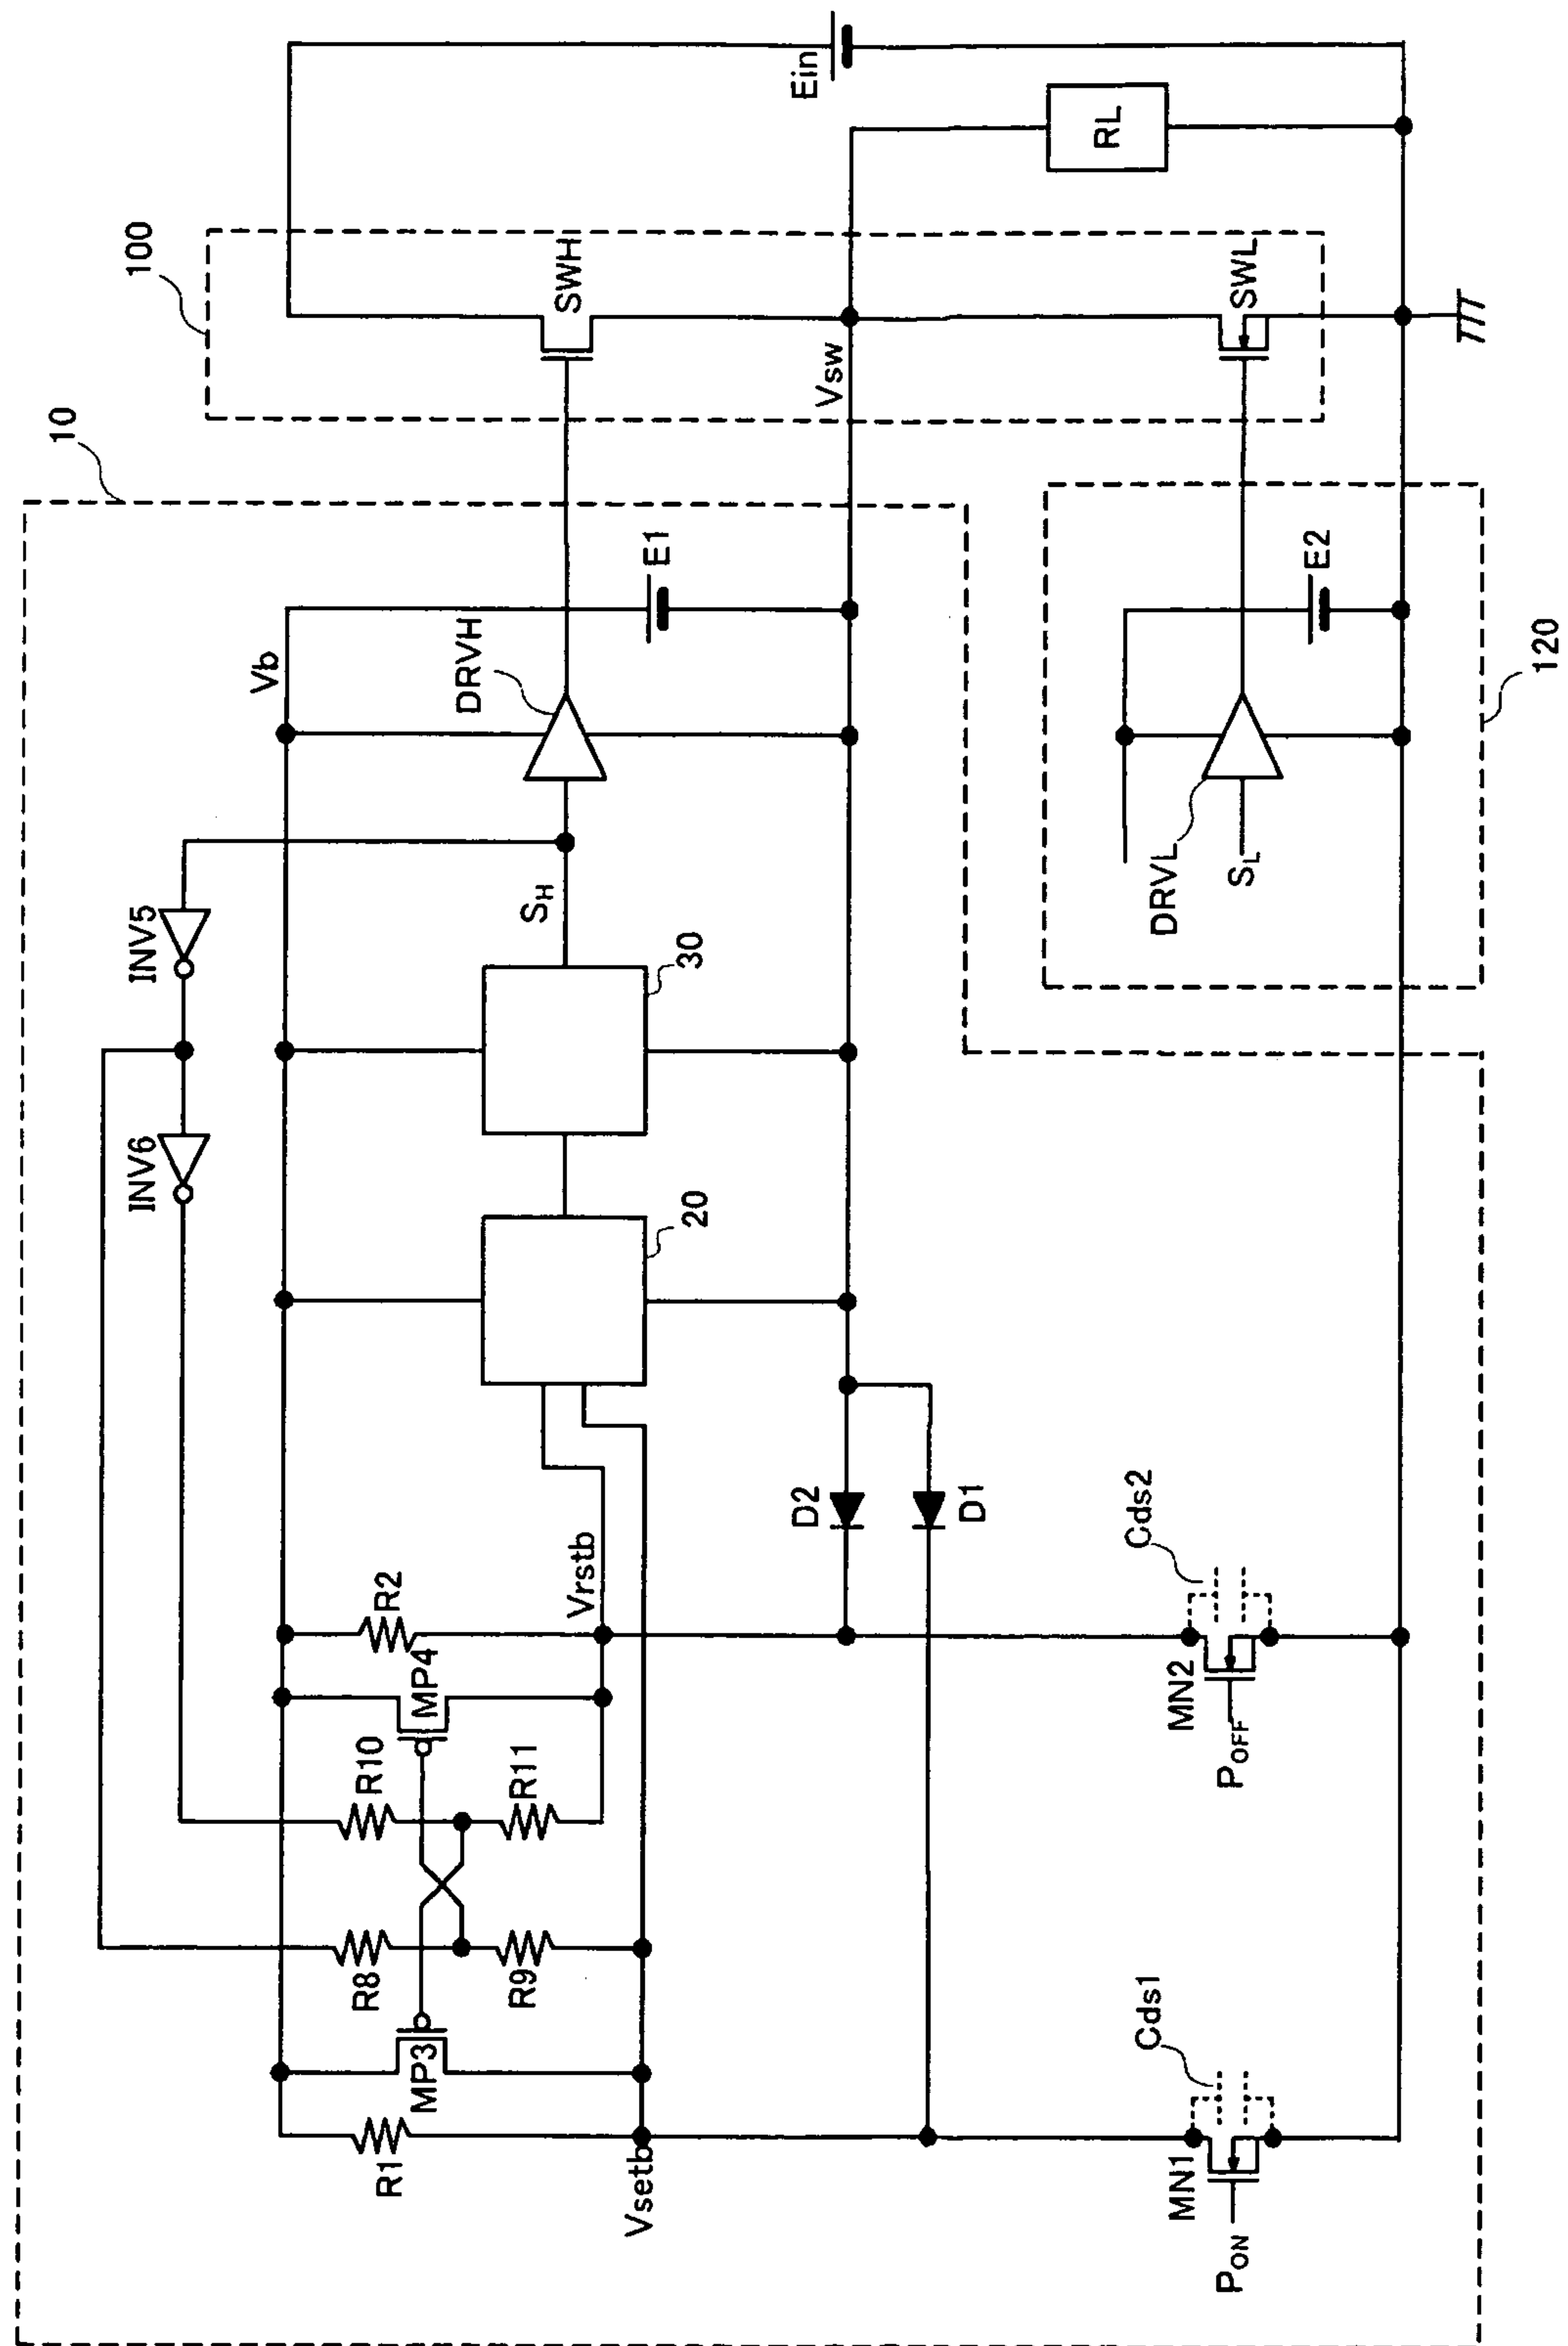 10
100
INV5
INV6
Vb
DRVH
E1
SWH
Ein
R10
R2
MP4
SH
30
20
R8
R1
MP3
R9
R11
Vrstb
Vsetb
Vsw
RL
D2
D1
SWL
E2
DRVL
SL
120
Cds1
Cds2
MN1
MN2
PON
POFF